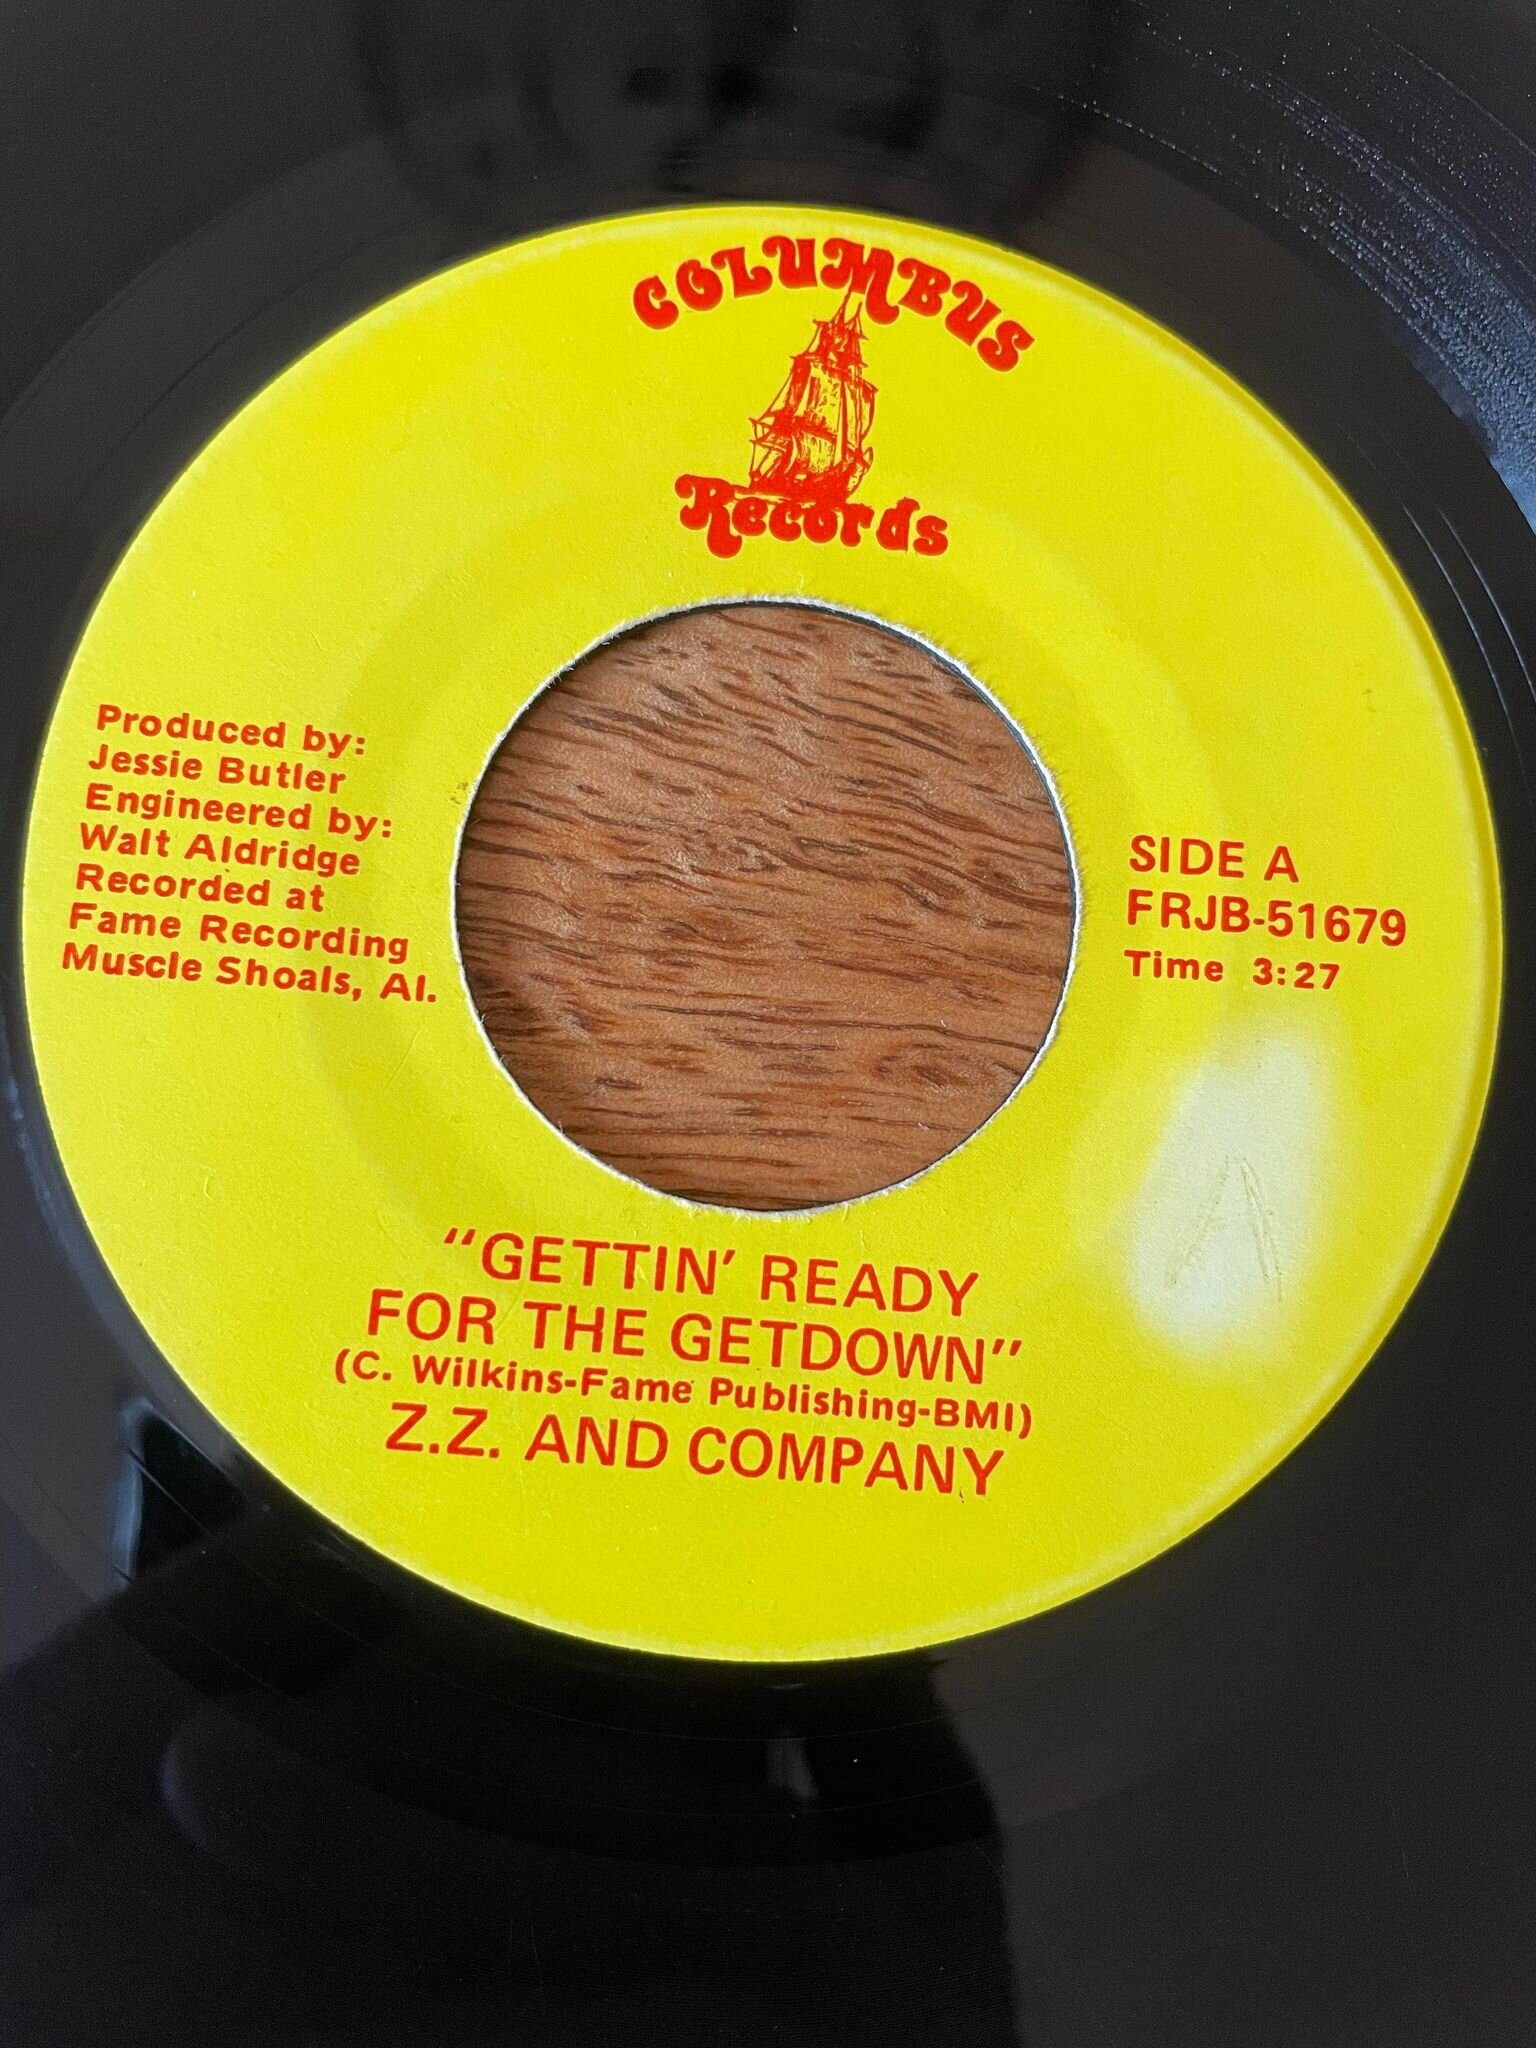 COLUMBUS
Records
Produced by:
Jessie Butler
Engineered by:
Walt Aldridge
Recorded at
Fame Recording
Muscle Shoals, Al.
SIDE A
FRJB-51679
Time 3:27
A
"GETTIN' READY
FOR THE GETDOWN"
(C. Wilkins-Fame Publishing-BMI)
Z.Z. AND COMPANY